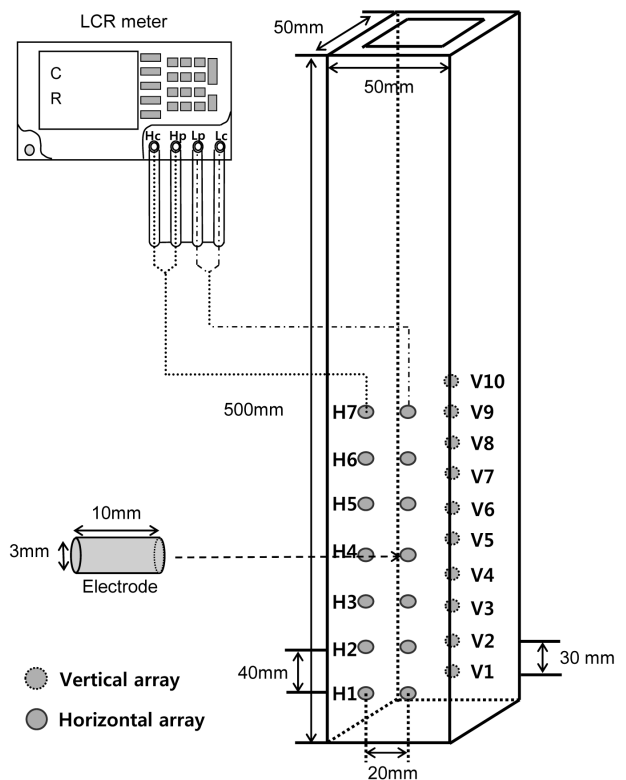 LCR meter
C
R
Hc Hp Lp Lc
50mm
50mm
500mm
V10
H7 V9
V8
H6 V7
H5 V6
V5
H4 V4
H3 V3
H2 V2
H1 V1
10mm
3mm
Electrode
40mm
30 mm
20mm
Vertical array
Horizontal array